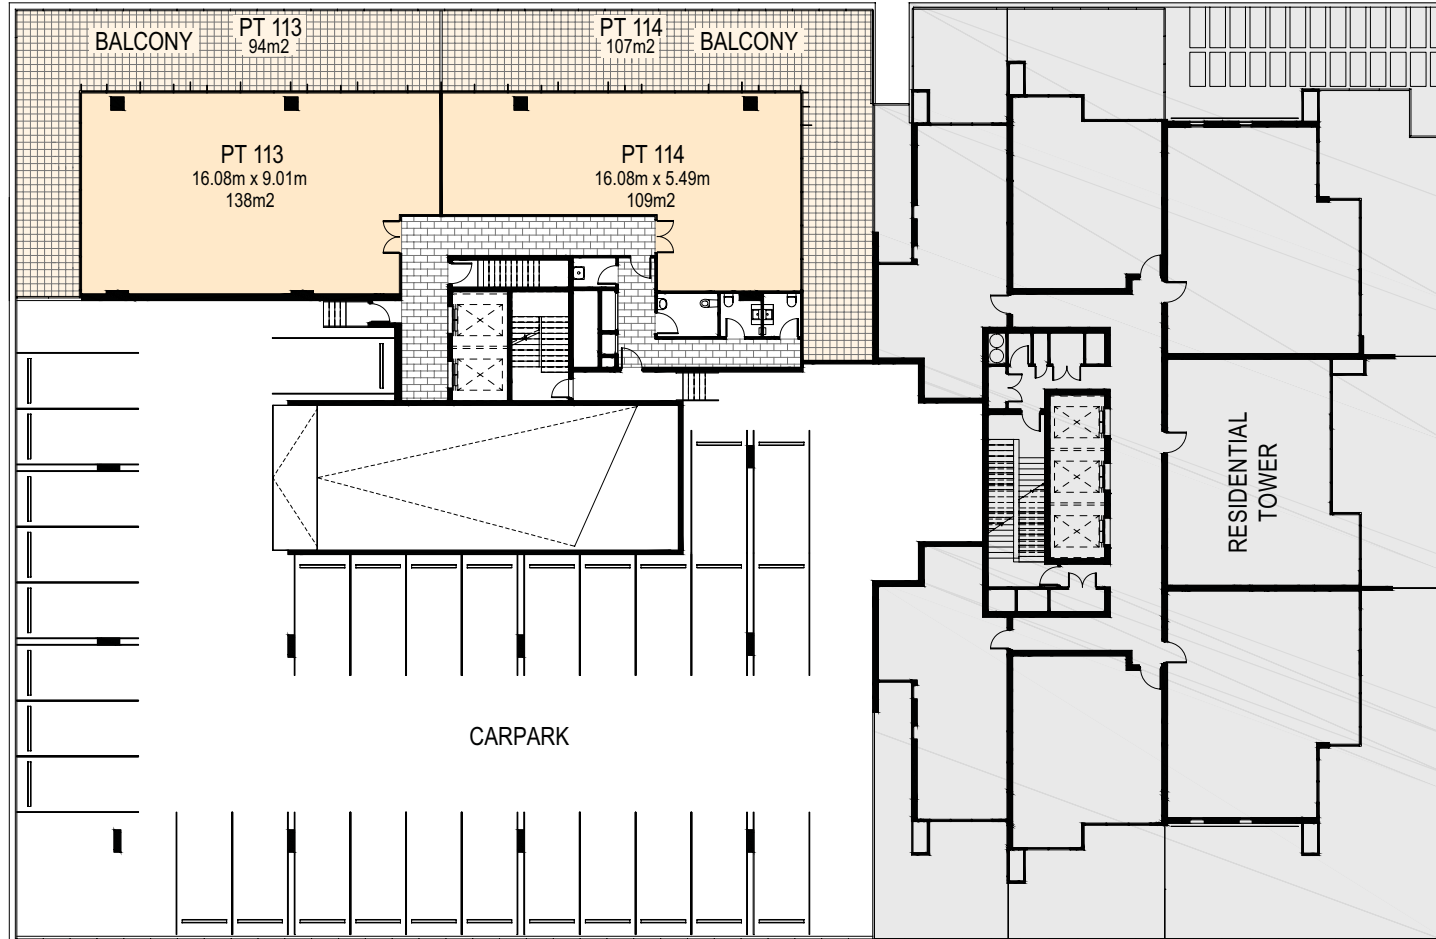 BALCONY
PT 113
94m2
PT 114
107m2
BALCONY
PT 113
16.08m x 9.01m
138m2
PT 114
16.08m x 5.49m
109m2
RESIDENTIAL
TOWER
CARPARK